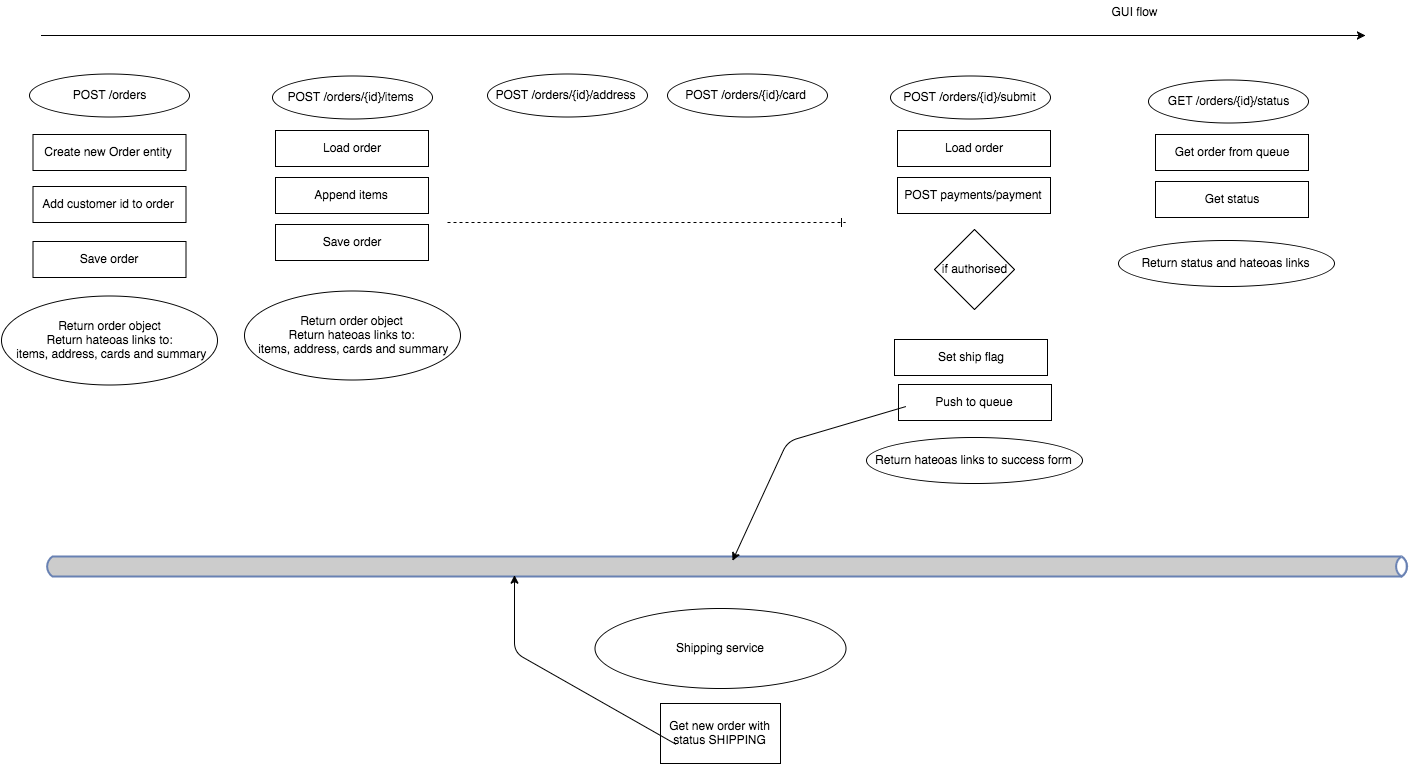 GUI flow
POST /orders
Create new Order entity
Add customer id to order
Save order
Return order object
Return hateoas links to:
items, address, cards and summary
POST /orders/{id}/items
Load order
Append items
Save order
Return order object
Return hateoas links to:
items, address, cards and summary
POST /orders/{id}/address
POST /orders/{id}/card
POST /orders/{id}/submit
Load order
POST payments/payment
if authorised
Set ship flag
Push to queue
Return hateoas links to success form
GET /orders/{id}/status
Get order from queue
Get status
Return status and hateoas links
Shipping service
Get new order with
status SHIPPING